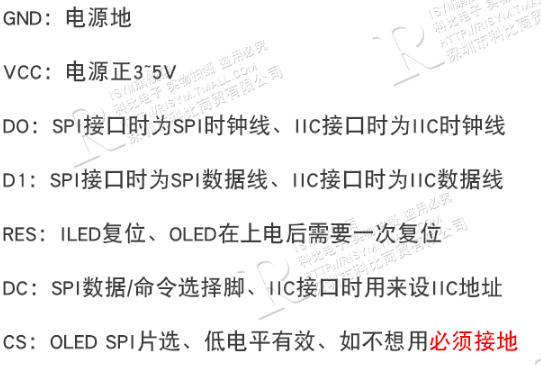 GND：电源地
VCC：电源正3~5V
DO：SPI接口时为SPI时钟线、IIC接口时为IIC时钟线
D1：SPI接口时为SPI数据线、IIC接口时为IIC数据线
RES：ILED复位、OLED在上电后需要一次复位
DC：SPI数据/命令选择脚、IIC接口时用来设IIC地址
CS：OLED SPI片选、低电平有效、如不想用必须接地